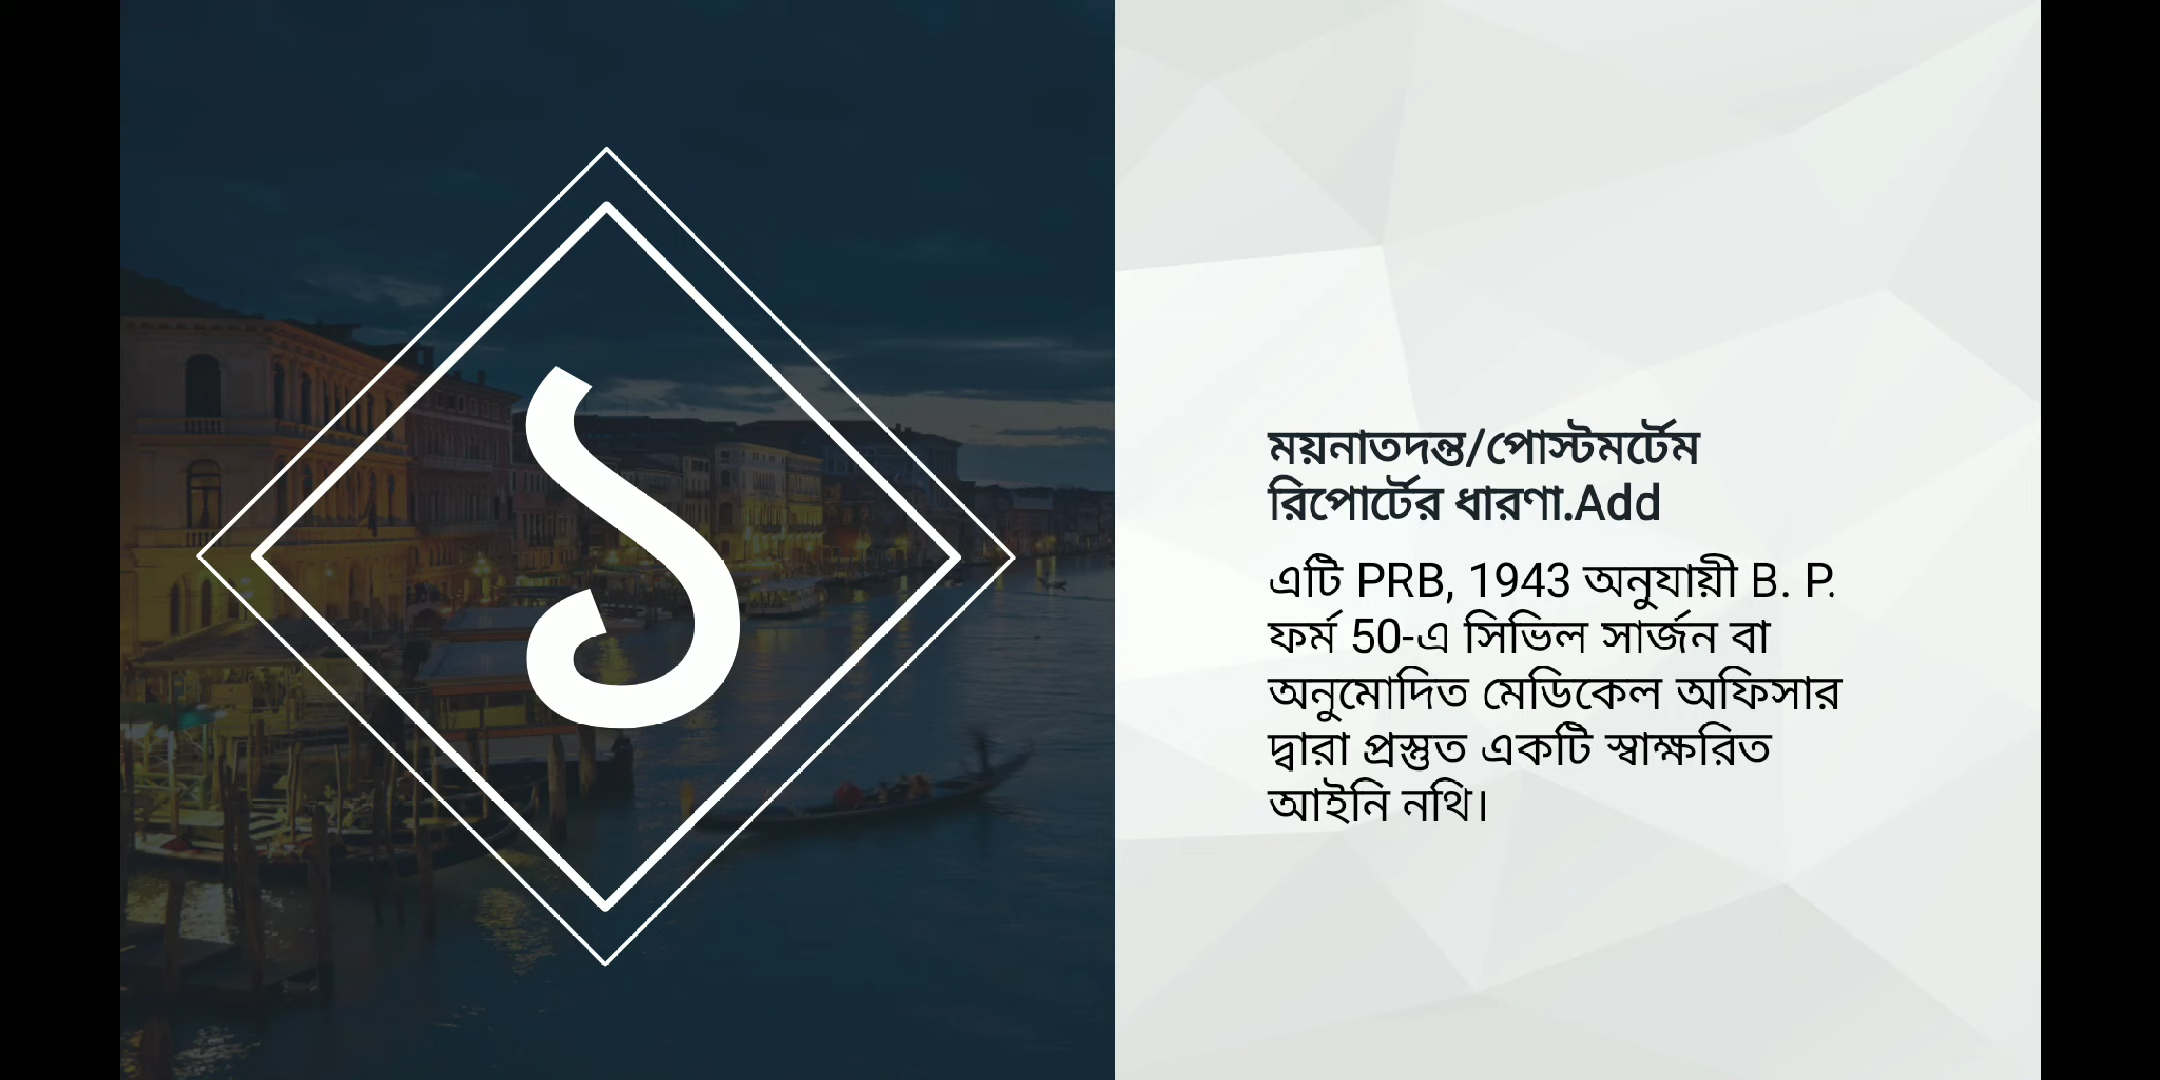 ১
ময়নাতদন্ত/পোস্টমর্টেম
রিপোর্টের ধারণা.Add
এটি PRB, 1943 অনুযায়ী B. P.
ফর্ম 50-এ সিভিল সার্জন বা
অনুমোদিত মেডিকেল অফিসার
দ্বারা প্রস্তুত একটি স্বাক্ষরিত
আইনি নথি।